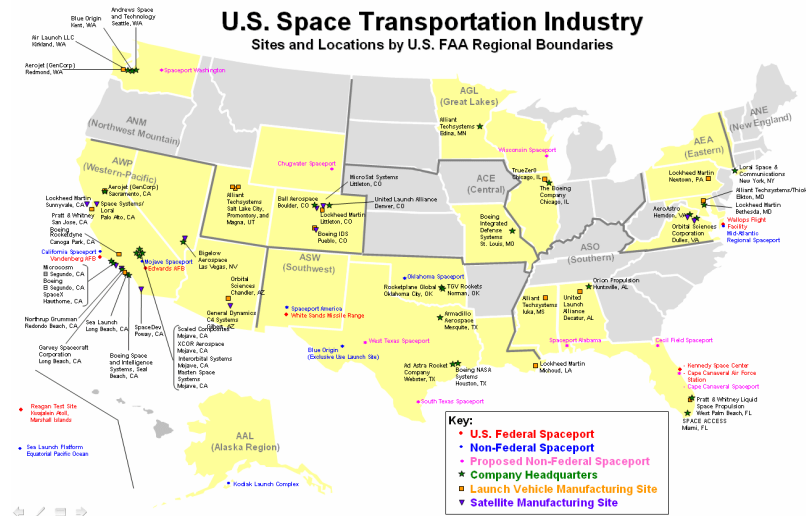 U.S. Space Transportation Industry
Sites and Locations by U.S. FAA Regional Boundaries
Andrews Space
and Technology
Seattle, WA
Blue Origin
Kent, WA
Air Launch LLC
Kirkland, WA
Aerojet (GenCorp)
Redmond, WA
Spaceport Washington
ANM
(Northwest Mountain)
AWP
(Western-Pacific)
Aerojet (GenCorp)
Sacramento, CA
Lockheed Martin
Sunnyvale, CA
Space Systems/
Loral
Palo Alto, CA
Pratt & Whitney
San Jose, CA
Boeing
Rocketdyne
Canoga Park, CA
California Spaceport
Vandenberg AFB
Microcosm
El Segundo, CA
Boeing
El Segundo, CA
SpaceX
Hawthorne, CA
Northrup Grumman
Redondo Beach, CA
Garvey Spacecraft
Corporation
Long Beach, CA
Sea Launch
Long Beach, CA
Boeing Space
and Intelligence
Systems, Seal
Beach, CA
SpaceDev
Poway, CA
Mojave Spaceport
Edwards AFB
Scaled Composites
Mojave, CA
XCOR Aerospace
Mojave, CA
Interorbital Systems
Mojave, CA
Masten Space
Systems
Mojave, CA
Bigelow
Aerospace
Las Vegas, NV
Alliant
Techsystems
Salt Lake City,
Promontory, and
Magna, UT
Orbital
Sciences
Chandler, AZ
General Dynamics
C4 Systems
Gilbert, AZ
Chugwater Spaceport
MicroSat Systems
Littleton, CO
Ball Aerospace
Boulder, CO
United Launch Alliance
Denver, CO
Lockheed Martin
Littleton, CO
Boeing IDS
Pueblo, CO
ASW
(Southwest)
Spaceport America
White Sands Missile Range
Blue Origin
(Exclusive Use Launch Site)
West Texas Spaceport
South Texas Spaceport
Oklahoma Spaceport
Rocketplane Global
Oklahoma City, OK
TGV Rockets
Norman, OK
Armadillo
Aerospace
Mesquite, TX
Ad Astra Rocket
Company
Webster, TX
Boeing NASA
Systems
Houston, TX
AGL
(Great Lakes)
Alliant
Techsystems
Edina, MN
Wisconsin Spaceport
TrueZer0
Chicago, IL
The Boeing
Company
Chicago, IL
ACE
(Central)
Boeing
Integrated
Defense
Systems
St. Louis, MO
ASO
(Southern)
Orion Propulsion
Huntsville, AL
Alliant
Techsystems
Iuka, MS
United
Launch
Alliance
Decatur, AL
Lockheed Martin
Michoud, LA
Spaceport Alabama
Cecil Field Spaceport
Kennedy Space Center
Cape Canaveral Air Force
Station
Cape Canaveral Spaceport
Pratt & Whitney Liquid
Space Propulsion
West Palm Beach, FL
SPACE ACCESS
Miami, FL
ANE
(New England)
AEA
(Eastern)
Lockheed Martin
Newtown, PA
Loral Space &
Communications
New York, NY
Alliant Techsystems/Thiokol
Elkton, MD
Lockheed Martin
Bethesda, MD
AeroAstro
Herndon, VA
Orbital Sciences
Corporation
Dulles, VA
Wallops Flight
Facility
Mid-Atlantic
Regional Spaceport
Reagan Test Site
Kwajalein Atoll,
Marshall Islands
Sea Launch Platform
Equatorial Pacific Ocean
AAL
(Alaska Region)
Kodiak Launch Complex
Key:
U.S. Federal Spaceport
Non-Federal Spaceport
Proposed Non-Federal Spaceport
Company Headquarters
Launch Vehicle Manufacturing Site
Satellite Manufacturing Site